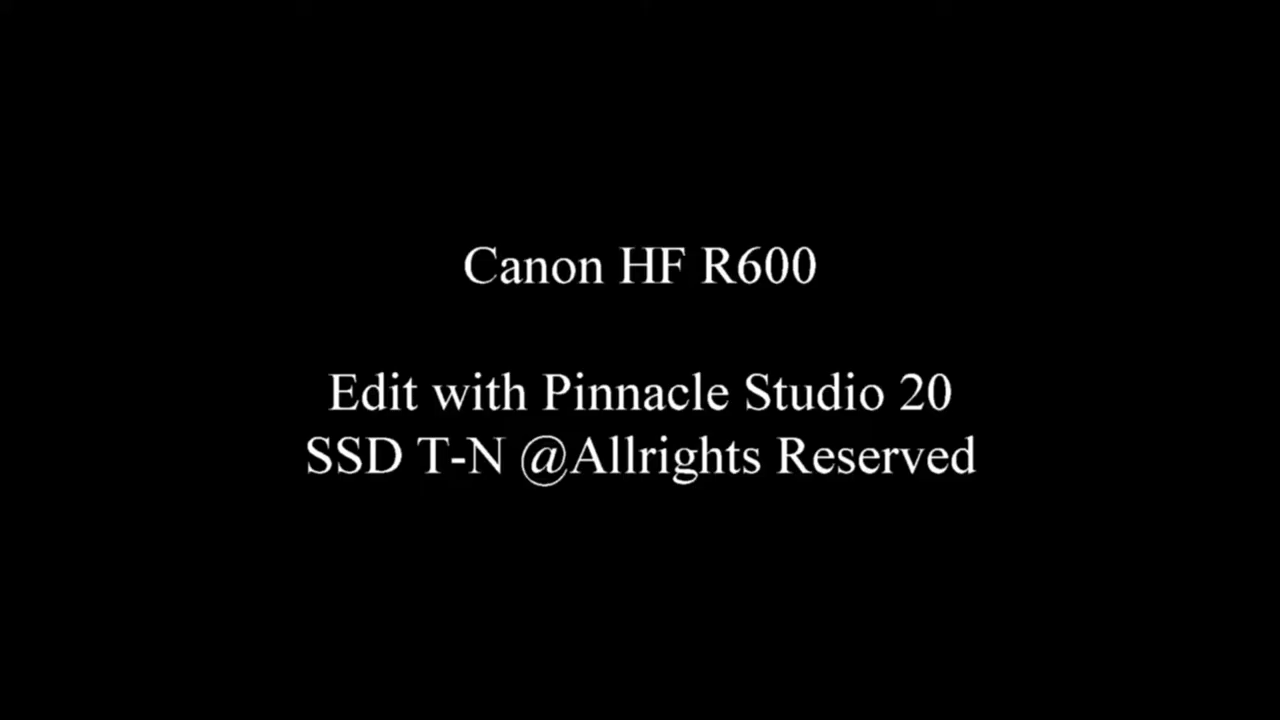 Canon HF R600
Edit with Pinnacle Studio 20
SSD T-N @Allrights Reserved